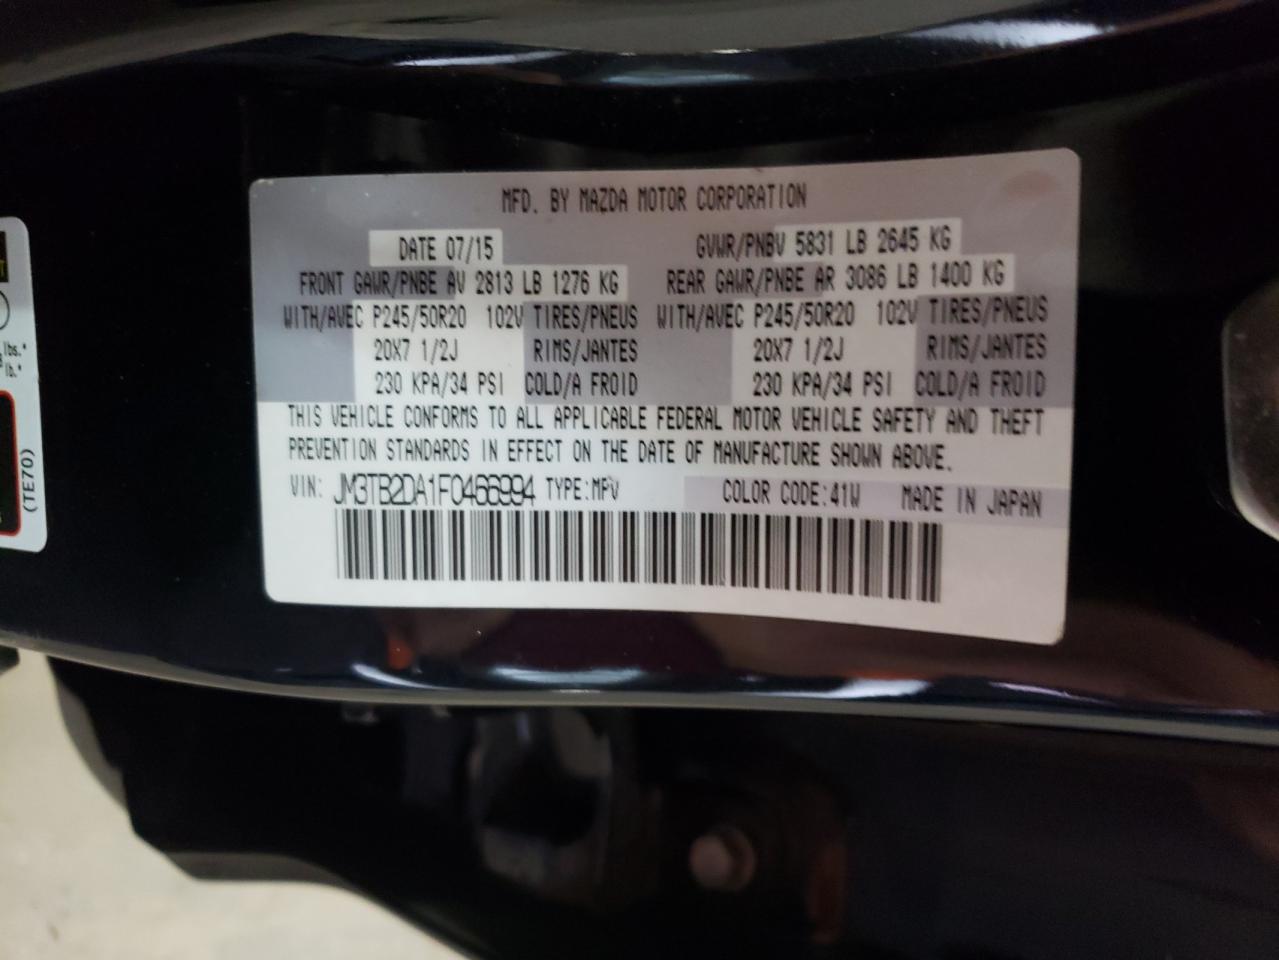 MFD. BY MAZDA MOTOR CORPORATION
DATE 07/15 GVWR/PNBV 5831 LB 2645 KG
FRONT GAWR/PNBE AV 2813 LB 1276 KG REAR GAWR/PNBE AR 3086 LB 1400 KG
WITH/AVEC P245/50R20 102V TIRES/PNEUS WITH/AVEC P245/50R20 102V TIRES/PNEUS
20X7 1/2J RIMS/JANTES 20X7 1/2J RIMS/JANTES
230 KPA/34 PSI COLD/A FROID 230 KPA/34 PSI COLD/A FROID
THIS VEHICLE CONFORMS TO ALL APPLICABLE FEDERAL MOTOR VEHICLE SAFETY AND THEFT
PREVENTION STANDARDS IN EFFECT ON THE DATE OF MANUFACTURE SHOWN ABOVE.
VIN: JM3TB2DA1F0466994 TYPE:MPV COLOR CODE:41W MADE IN JAPAN
lbs.*
lb.*
(TE70)